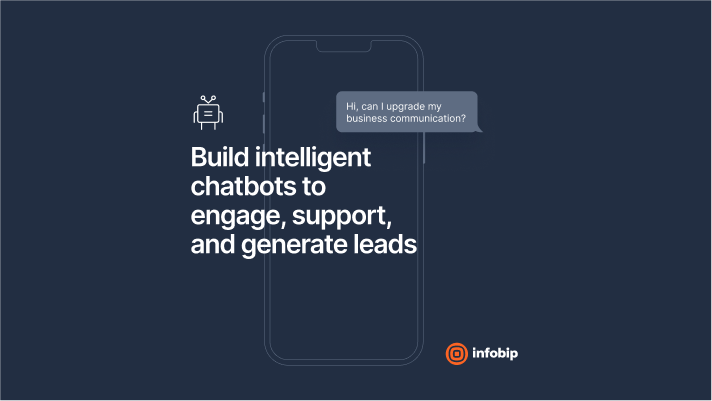 Hi, can I upgrade my
business communication?
Build intelligent
chatbots to
engage, support,
and generate leads
infobip